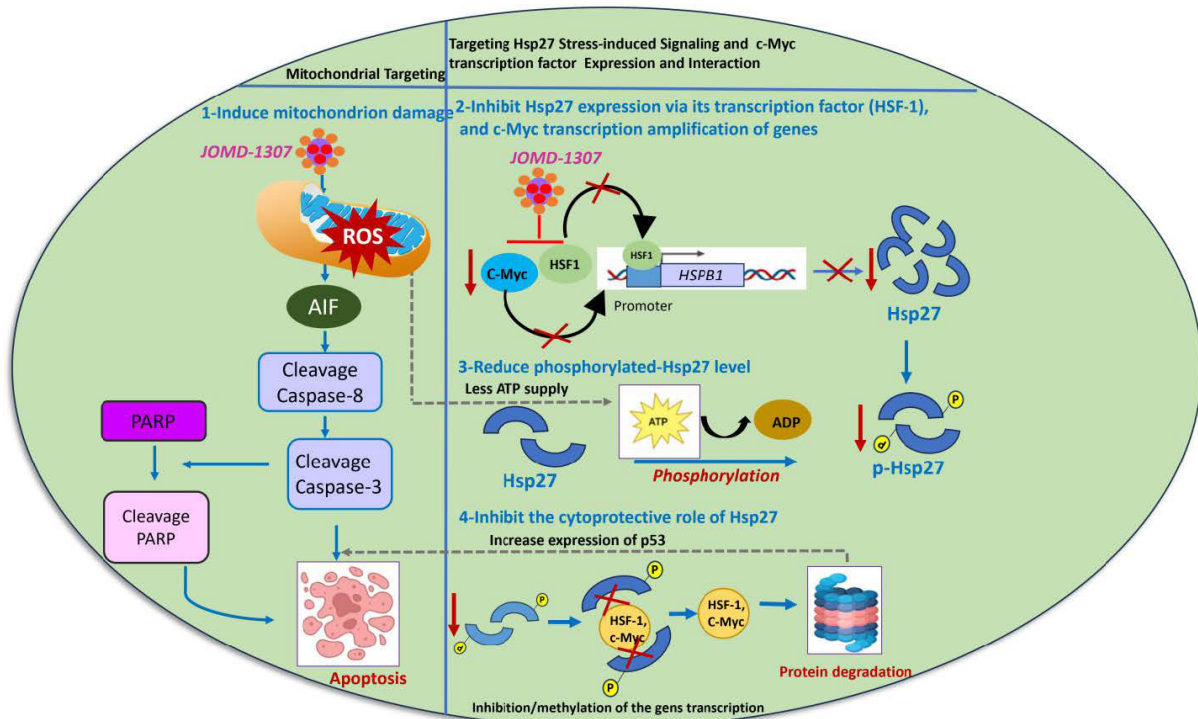 Mitochondrial Targeting
Targeting Hsp27 Stress-induced Signaling and c-Myc
transcription factor Expression and Interaction
1-Induce mitochondrion damage
JOMD-1307
ROS
AIF
Cleavage
Caspase-8
PARP
Cleavage
Caspase-3
Cleavage
PARP
Apoptosis
2-Inhibit Hsp27 expression via its transcription factor (HSF-1),
and c-Myc transcription amplification of genes
JOMD-1307
C-Myc
HSF1
HSF1
HSPB1
Promoter
Hsp27
3-Reduce phosphorylated-Hsp27 level
Less ATP supply
Hsp27
ATP
ADP
Phosphorylation
P
P
p-Hsp27
4-Inhibit the cytoprotective role of Hsp27
Increase expression of p53
P
P
P
HSF-1,
c-Myc
P
HSF-1,
C-Myc
Protein degradation
Inhibition/methylation of the gens transcription